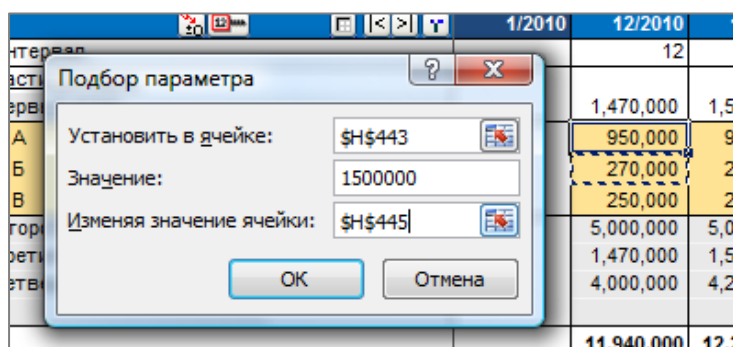 1/2010 12/2010
12
Подбор параметра
1,470,000
Установить в ячейке: $H$443
А 950,000
Значение: 1500000
Б 270,000
Изменяя значение ячейки: $H$445
В 250,000
5,000,000
1,470,000
ОК Отмена
4,000,000
11,940,000